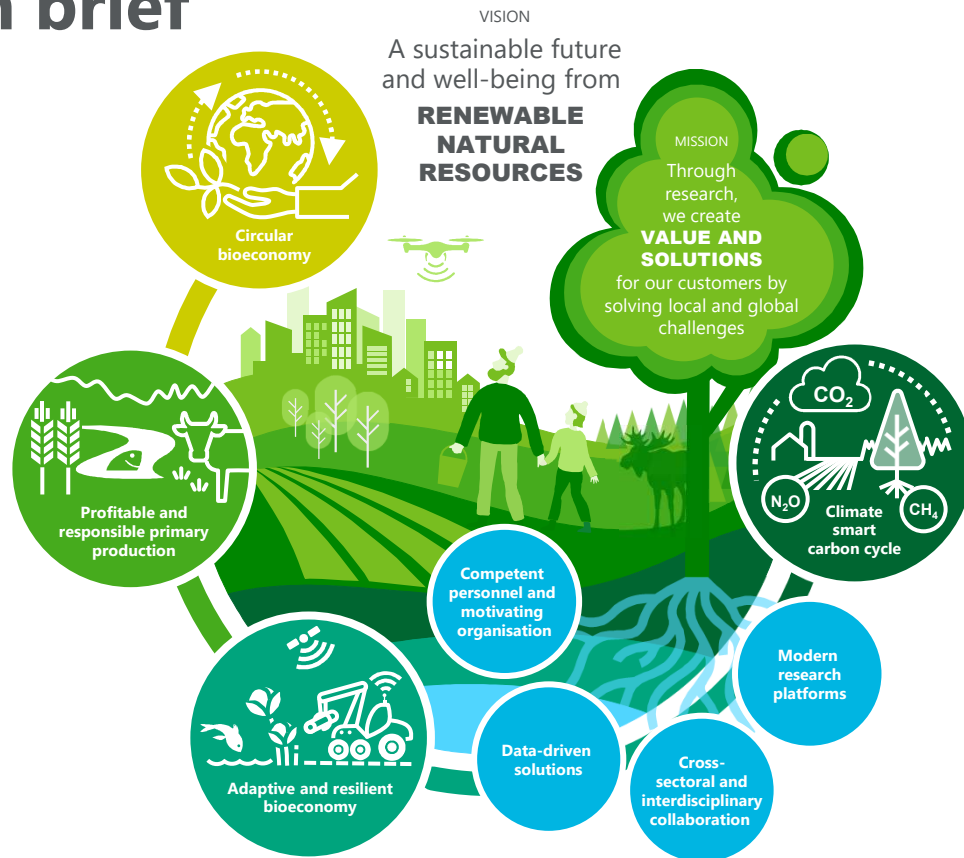 brief
VISION
A sustainable future
and well-being from
RENEWABLE
NATURAL
RESOURCES
MISSION
Through
research,
we create
VALUE AND
SOLUTIONS
for our customers by
solving local and global
challenges
Circular
bioeconomy
Profitable and
responsible primary
production
CO₂
N₂O
CH₄
Climate
smart
carbon cycle
Competent
personnel and
motivating
organisation
Modern
research
platforms
Adaptive and resilient
bioeconomy
Data-driven
solutions
Cross-
sectoral and
interdisciplinary
collaboration